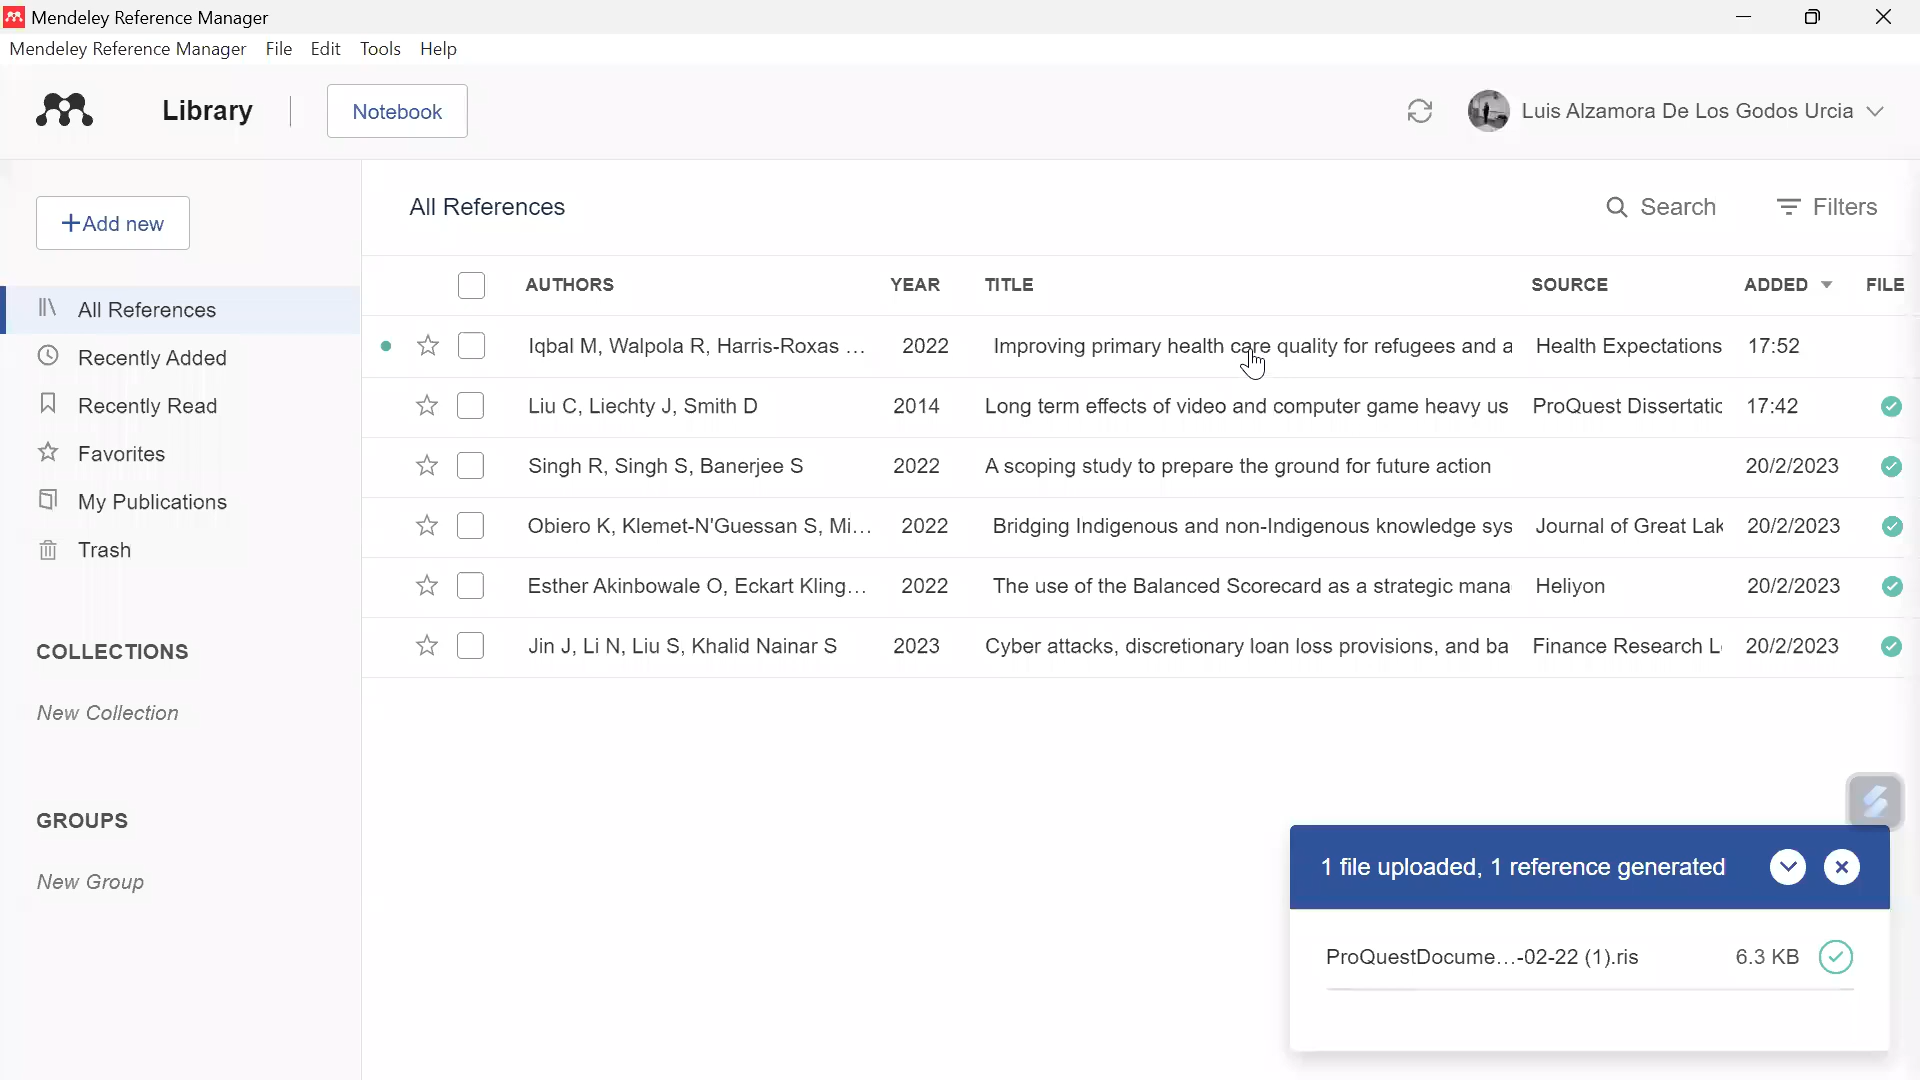 Mendeley Reference Manager
Mendeley Reference Manager File Edit Tools Help
Library Notebook Luis Alzamora De Los Godos Urcia
+Add new
All References Search Filters
AUTHORS YEAR TITLE SOURCE ADDED FILE
All References
Recently Added
Recently Read
Favorites
My Publications
Trash
Iqbal M, Walpola R, Harris-Roxas ... 2022 Improving primary health care quality for refugees and a Health Expectations 17:52
Liu C, Liechty J, Smith D 2014 Long term effects of video and computer game heavy us ProQuest Dissertatic 17:42
Singh R, Singh S, Banerjee S 2022 A scoping study to prepare the ground for future action 20/2/2023
Obiero K, Klemet-N'Guessan S, Mi... 2022 Bridging Indigenous and non-Indigenous knowledge sys Journal of Great Lak 20/2/2023
Esther Akinbowale O, Eckart Kling... 2022 The use of the Balanced Scorecard as a strategic mana Heliyon 20/2/2023
Jin J, Li N, Liu S, Khalid Nainar S 2023 Cyber attacks, discretionary loan loss provisions, and ba Finance Research L 20/2/2023
COLLECTIONS
New Collection
GROUPS
New Group
1 file uploaded, 1 reference generated
ProQuestDocume...-02-22 (1).ris 6.3 KB